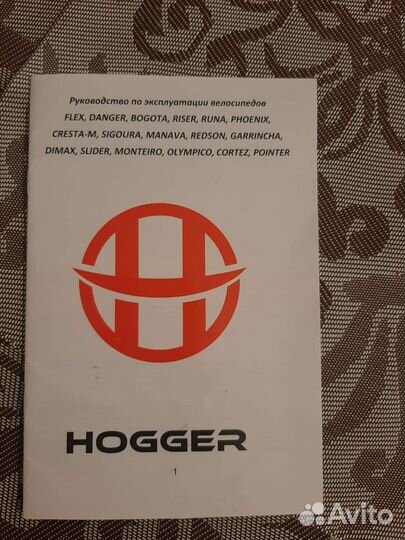 Руководство по эксплуатации велосипедов
FLEX, DANGER, BOGOTA, RISER, RUNA, PHOENIX,
CRESTA-M, SIGOURA, MANAVA, REDSON, GARRINCHA,
DIMAX, SLIDER, MONTEIRO, OLYMPICO, CORTEZ, POINTER
H
HOGGER
1
Avito